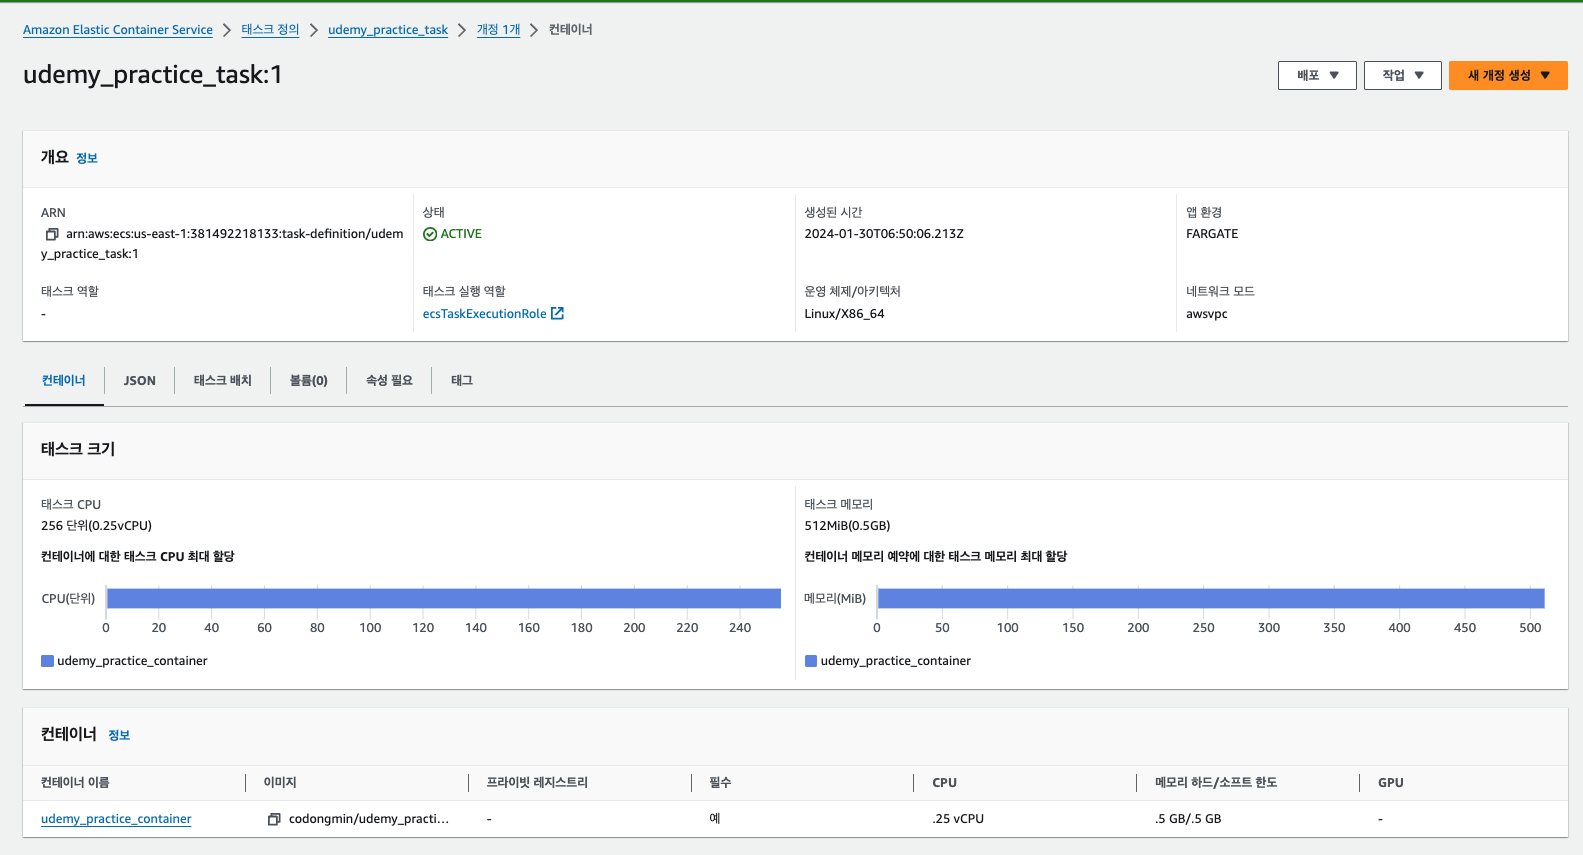 Amazon Elastic Container Service > 태스크 정의 > udemy_practice_task > 개정 1개 > 컨테이너
udemy_practice_task:1
배포 ▼ 작업 ▼ 새 개정 생성 ▼
개요 정보
ARN
arn:aws:ecs:us-east-1:381492218133:task-definition/udem
y_practice_task:1
상태
ACTIVE
생성된 시간
2024-01-30T06:50:06.213Z
앱 환경
FARGATE
태스크 역할
-
태스크 실행 역할
ecsTaskExecutionRole
운영 체제/아키텍처
Linux/X86_64
네트워크 모드
awsvpc
컨테이너 JSON 태스크 배치 볼륨(0) 속성 필요 태그
태스크 크기
태스크 CPU
256 단위(0.25vCPU)
컨테이너에 대한 태스크 CPU 최대 할당
CPU(단위)
0 20 40 60 80 100 120 140 160 180 200 220 240
udemy_practice_container
태스크 메모리
512MiB(0.5GB)
컨테이너 메모리 예약에 대한 태스크 메모리 최대 할당
메모리(MiB)
0 50 100 150 200 250 300 350 400 450 500
udemy_practice_container
컨테이너 정보
컨테이너 이름 이미지 프라이빗 레지스트리 필수 CPU 메모리 하드/소프트 한도 GPU
udemy_practice_container codongmin/udemy_practi... - 예 .25 vCPU .5 GB/.5 GB -